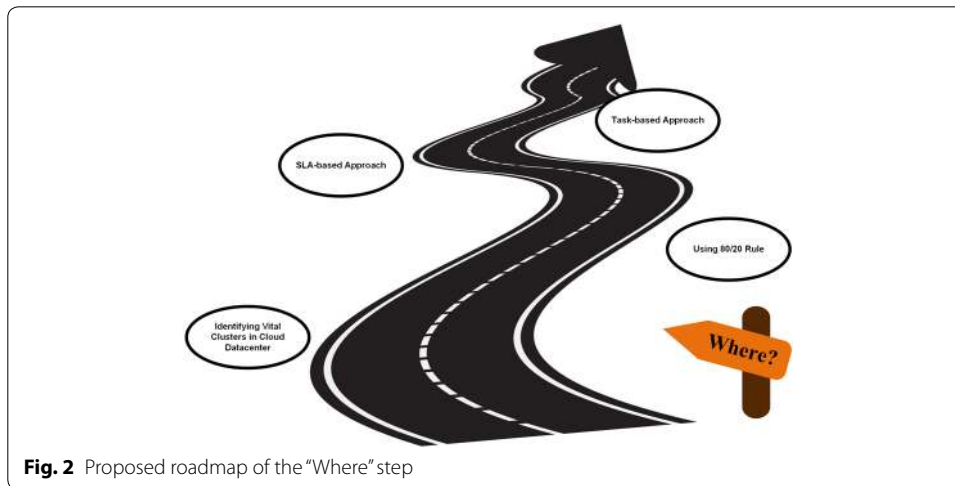 Task-based Approach
SLA-based Approach
Using 80/20 Rule
Identifying Vital
Clusters in Cloud
Datacenter
Where?
Fig. 2 Proposed roadmap of the “Where” step